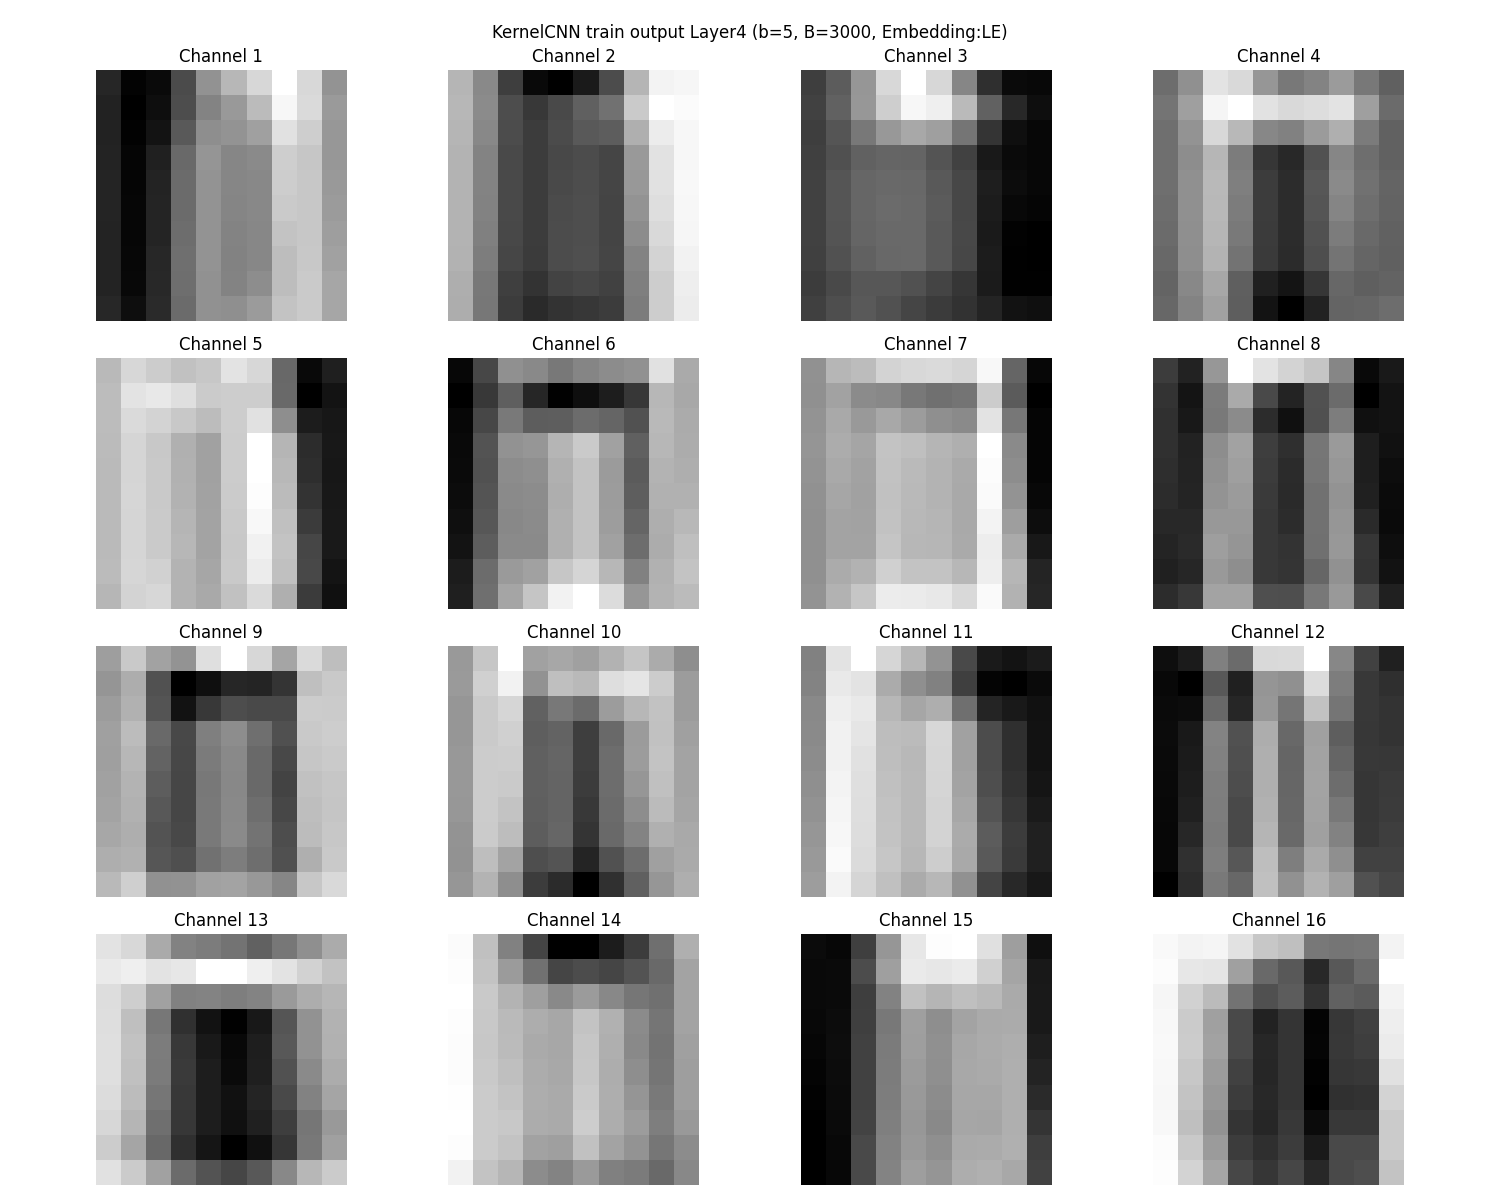 KernelCNN train output Layer4 (b=5, B=3000, Embedding:LE)
Channel 1
Channel 2
Channel 3
Channel 4
Channel 5
Channel 6
Channel 7
Channel 8
Channel 9
Channel 10
Channel 11
Channel 12
Channel 13
Channel 14
Channel 15
Channel 16